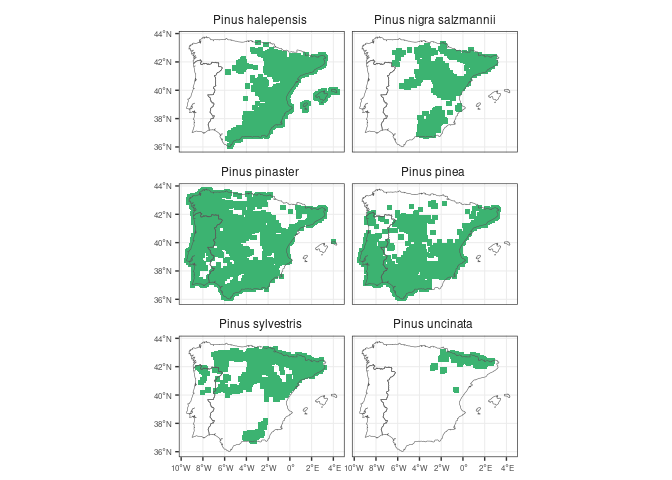 Pinus halepensis Pinus nigra salzmannii
44°N
42°N
40°N
38°N
36°N
Pinus pinaster Pinus pinea
44°N
42°N
40°N
38°N
36°N
Pinus sylvestris Pinus uncinata
44°N
42°N
40°N
38°N
36°N
10°W 8°W 6°W 4°W 2°W 0° 2°E 4°E 10°W 8°W 6°W 4°W 2°W 0° 2°E 4°E